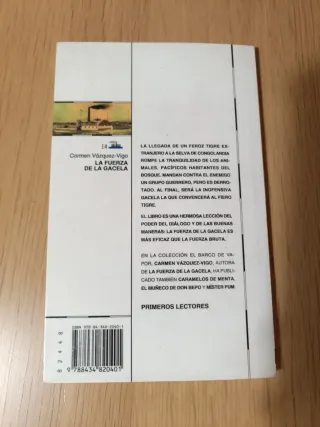 14
Carmen Vázquez-Vigo
LA FUERZA
DE LA GACELA
LA LLEGADA DE UN FEROZ TIGRE EX-
TRANJERO A LA SELVA DE CONGOLANDIA
ROMPE LA TRANQUILIDAD DE LOS ANI-
MALES, PACÍFICOS HABITANTES DEL
BOSQUE. MANDAN CONTRA EL ENEMIGO
UN GRUPO GUERRERO, PERO ES DERRO-
TADO. AL FINAL, SERÁ LA INOFENSIVA
GACELA LA QUE CONVENCERÁ AL FIERO
TIGRE.
EL LIBRO ES UNA HERMOSA LECCIÓN DEL
PODER DEL DIÁLOGO Y DE LAS BUENAS
MANERAS: LA FUERZA DE LA GACELA ES
MÁS EFICAZ QUE LA FUERZA BRUTA.
EN LA COLECCIÓN EL BARCO DE VA-
POR, CARMEN VÁZQUEZ-VIGO, AUTORA
DE LA FUERZA DE LA GACELA, HA PUBLI-
CADO TAMBIÉN CARAMELOS DE MENTA,
EL MUÑECO DE DON BEPO Y MÍSTER PUM.
PRIMEROS LECTORES
9 788434 820401
82448